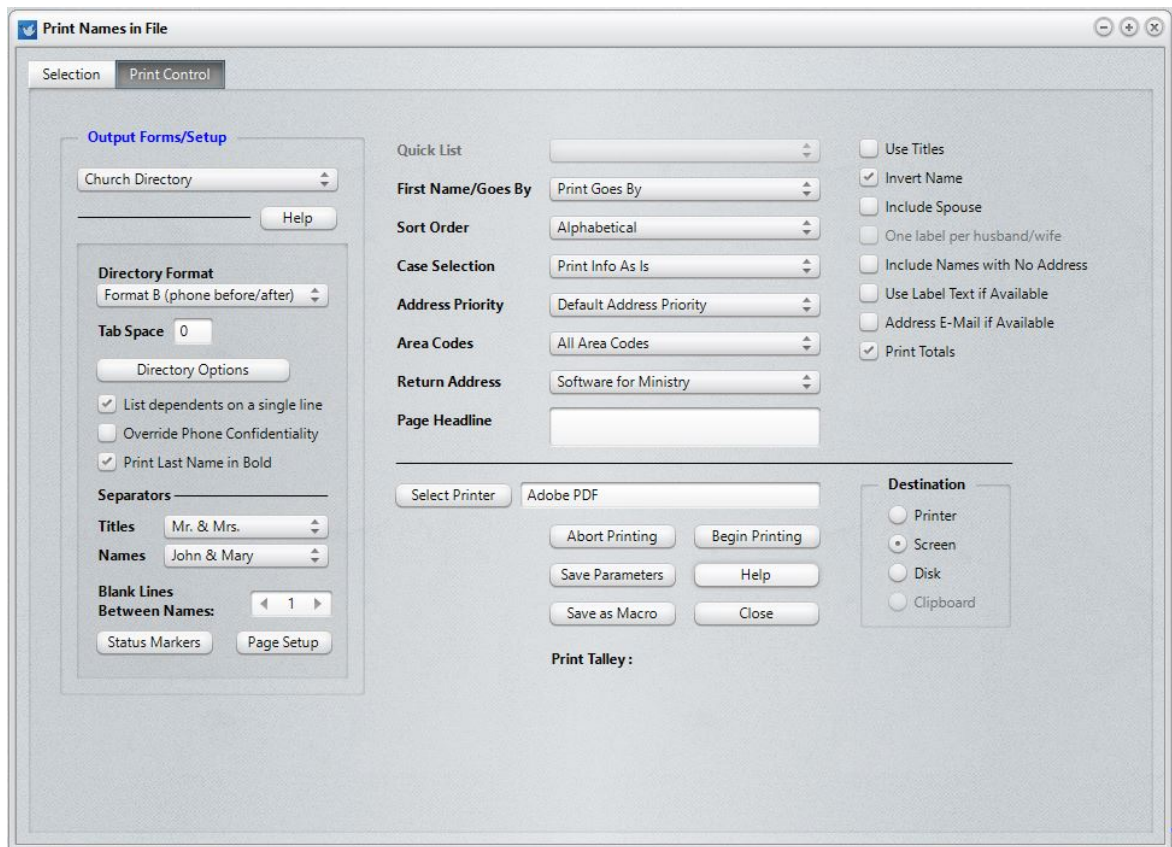 Print Names in File
Selection
Print Control
Output Forms/Setup
Church Directory
Help
Directory Format
Format B (phone before/after)
Tab Space 0
Directory Options
List dependents on a single line
Override Phone Confidentiality
Print Last Name in Bold
Separators
Titles Mr. & Mrs.
Names John & Mary
Blank Lines
Between Names: 1
Status Markers Page Setup
Quick List
First Name/Goes By Print Goes By
Sort Order Alphabetical
Case Selection Print Info As Is
Address Priority Default Address Priority
Area Codes All Area Codes
Return Address Software for Ministry
Page Headline
Use Titles
Invert Name
Include Spouse
One label per husband/wife
Include Names with No Address
Use Label Text if Available
Address E-Mail if Available
Print Totals
Select Printer Adobe PDF
Abort Printing Begin Printing
Save Parameters Help
Save as Macro Close
Print Talley :
Destination
Printer
Screen
Disk
Clipboard